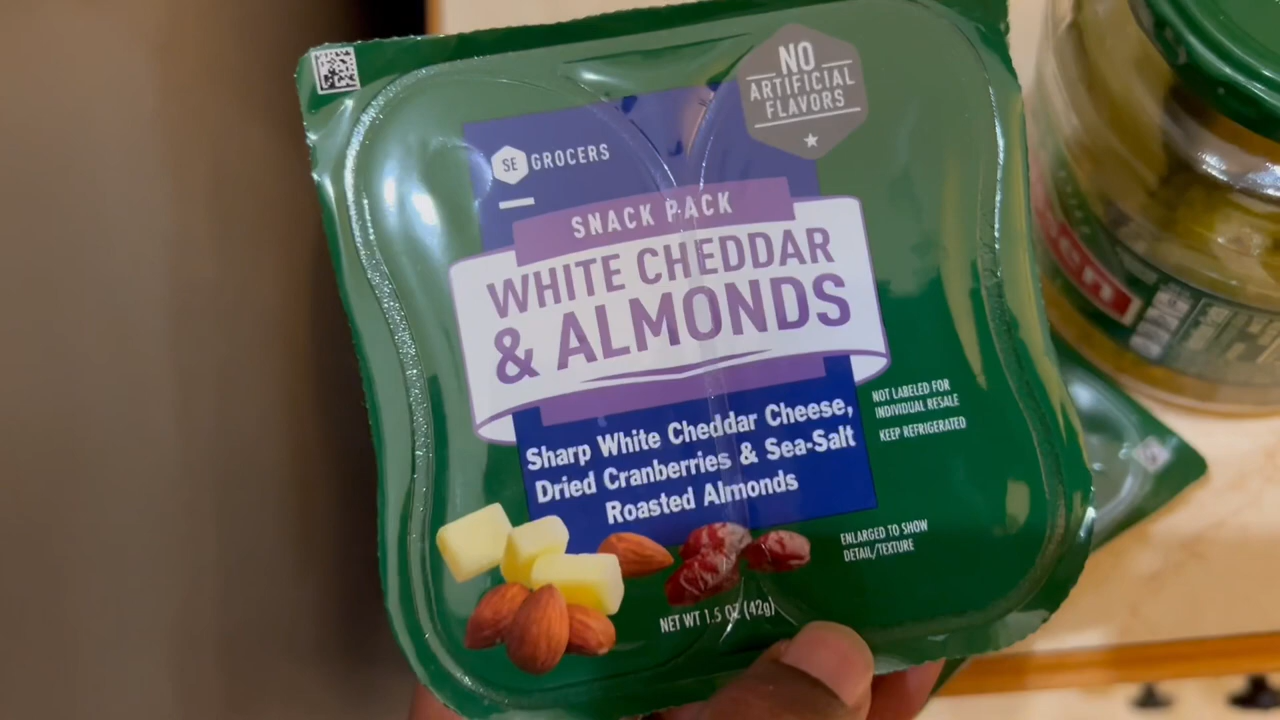 NO
ARTIFICIAL
FLAVORS
SE GROCERS
SNACK PACK
WHITE CHEDDAR
& ALMONDS
Sharp White Cheddar Cheese,
Dried Cranberries & Sea-Salt
Roasted Almonds
NOT LABELED FOR
INDIVIDUAL RESALE
KEEP REFRIGERATED
ENLARGED TO SHOW
DETAIL/TEXTURE
NET WT 1.5 OZ (42g)